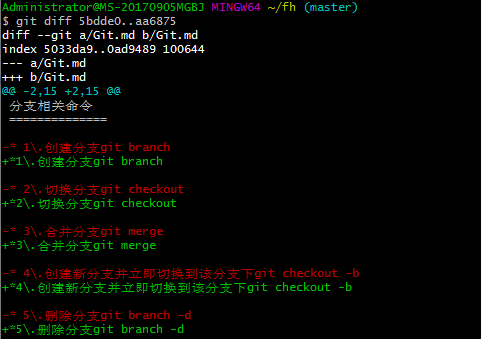 Administrator@MS-20170905MGBJ MINGW64 ~/fh (master)
$ git diff 5bdde0..aa6875
diff --git a/Git.md b/Git.md
index 5033da9..0ad9489 100644
--- a/Git.md
+++ b/Git.md
@@ -2,15 +2,15 @@
 分支相关命令
 ==============

-* 1\.创建分支git branch
+*1\.创建分支git branch

-* 2\.切换分支git checkout
+*2\.切换分支git checkout

-* 3\.合并分支git merge
+*3\.合并分支git merge

-* 4\.创建新分支并立即切换到该分支下git checkout -b
+*4\.创建新分支并立即切换到该分支下git checkout -b

-* 5\.删除分支git branch -d
+*5\.删除分支git branch -d